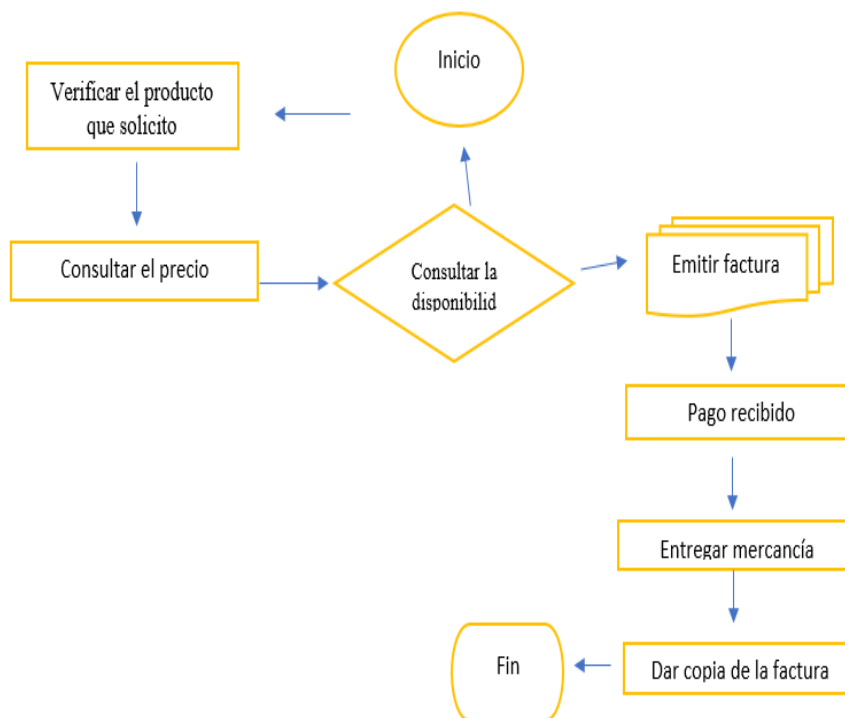 Inicio
Verificar el producto
que solicito
Consultar el precio
Consultar la
disponibilid
Emitir factura
Pago recibido
Entregar mercancía
Dar copia de la factura
Fin